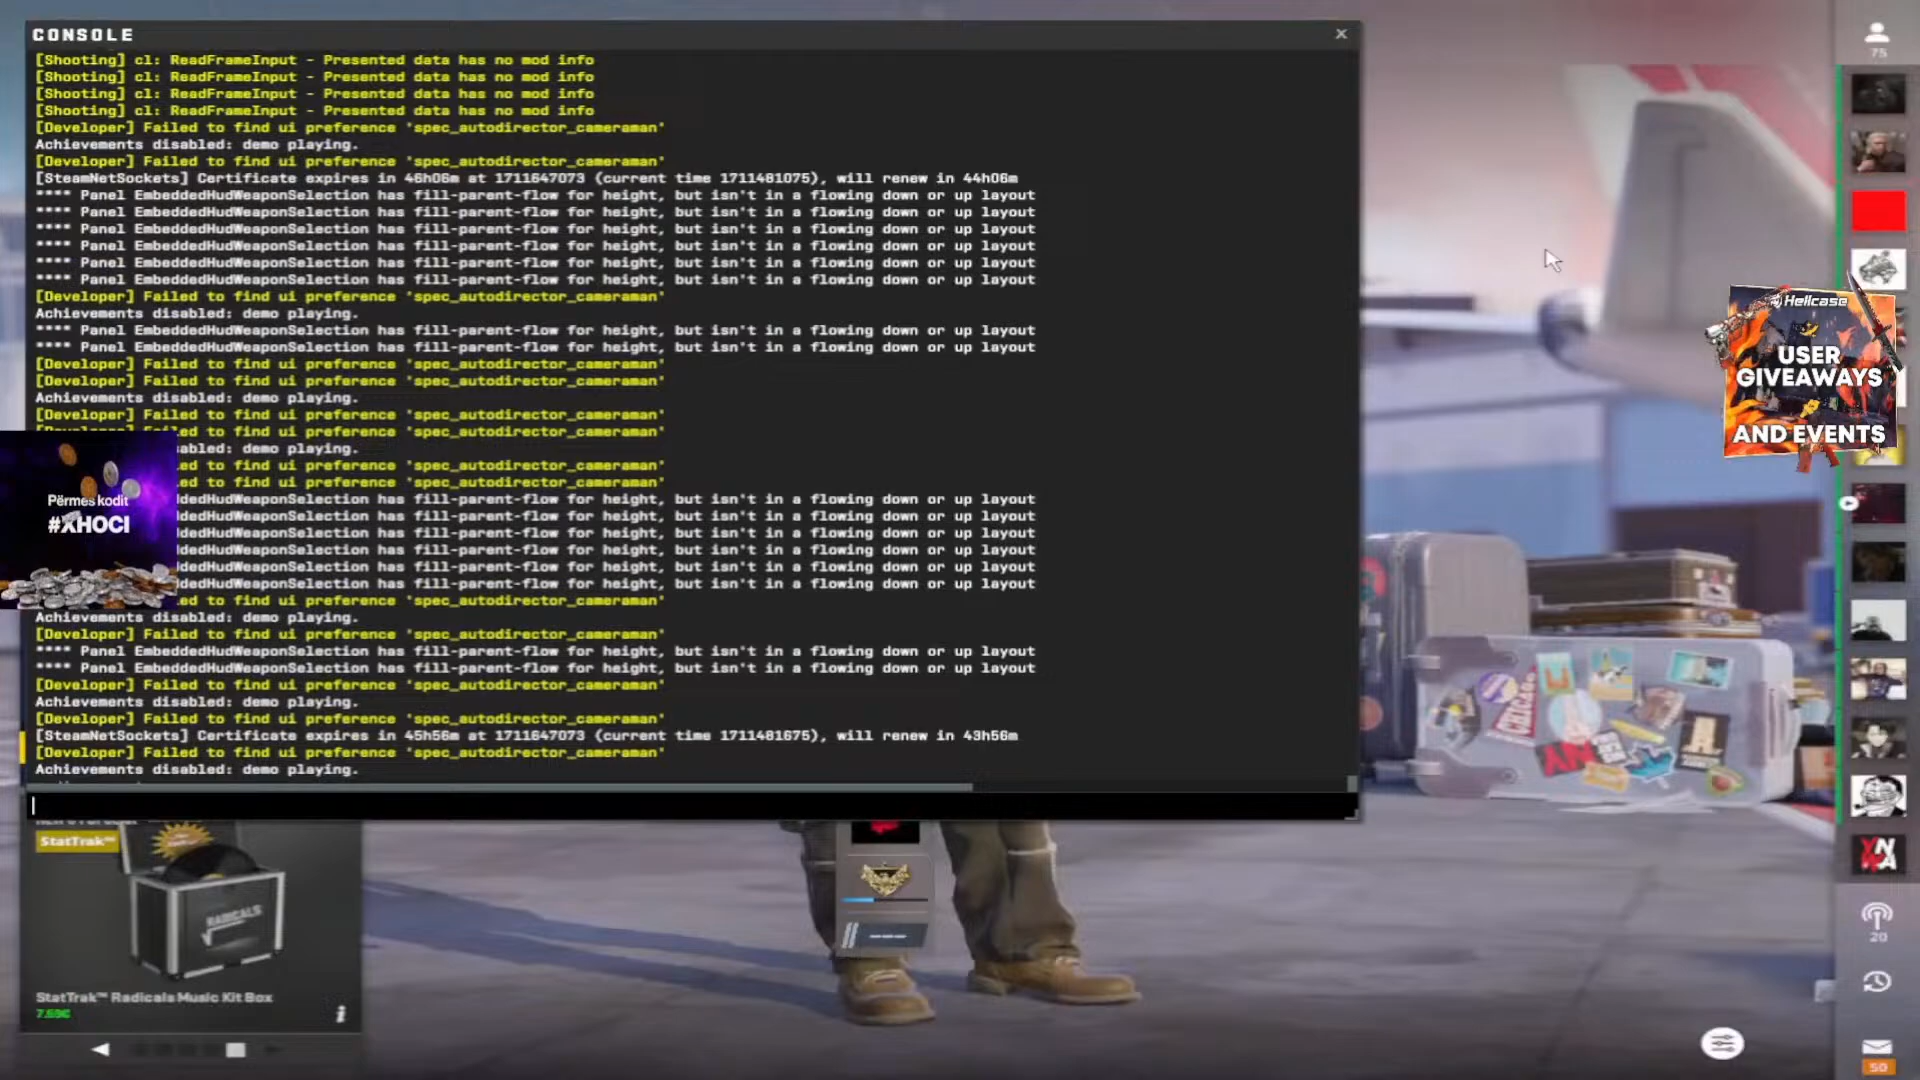 CONSOLE
[Shooting] cl: ReadFrameInput - Presented data has no mod info
[Shooting] cl: ReadFrameInput - Presented data has no mod info
[Shooting] cl: ReadFrameInput - Presented data has no mod info
[Shooting] cl: ReadFrameInput - Presented data has no mod info
[Developer] Failed to find ui preference 'spec_autodirector_cameraman'
Achievements disabled: demo playing.
[Developer] Failed to find ui preference 'spec_autodirector_cameraman'
[SteamNetSockets] Certificate expires in 46h06m at 1711647073 (current time 1711481075), will renew in 44h06m
**** Panel EmbeddedHudWeaponSelection has fill-parent-flow for height, but isn't in a flowing down or up layout
**** Panel EmbeddedHudWeaponSelection has fill-parent-flow for height, but isn't in a flowing down or up layout
**** Panel EmbeddedHudWeaponSelection has fill-parent-flow for height, but isn't in a flowing down or up layout
**** Panel EmbeddedHudWeaponSelection has fill-parent-flow for height, but isn't in a flowing down or up layout
**** Panel EmbeddedHudWeaponSelection has fill-parent-flow for height, but isn't in a flowing down or up layout
**** Panel EmbeddedHudWeaponSelection has fill-parent-flow for height, but isn't in a flowing down or up layout
[Developer] Failed to find ui preference 'spec_autodirector_cameraman'
Achievements disabled: demo playing.
**** Panel EmbeddedHudWeaponSelection has fill-parent-flow for height, but isn't in a flowing down or up layout
**** Panel EmbeddedHudWeaponSelection has fill-parent-flow for height, but isn't in a flowing down or up layout
[Developer] Failed to find ui preference 'spec_autodirector_cameraman'
[Developer] Failed to find ui preference 'spec_autodirector_cameraman'
Achievements disabled: demo playing.
[Developer] Failed to find ui preference 'spec_autodirector_cameraman'
led to find ui preference 'spec_autodirector_cameraman'
sabled: demo playing.
ed to find ui preference 'spec_autodirector_cameraman'
ed to find ui preference 'spec_autodirector_cameraman'
dedHudWeaponSelection has fill-parent-flow for height, but isn't in a flowing down or up layout
dedHudWeaponSelection has fill-parent-flow for height, but isn't in a flowing down or up layout
dedHudWeaponSelection has fill-parent-flow for height, but isn't in a flowing down or up layout
dedHudWeaponSelection has fill-parent-flow for height, but isn't in a flowing down or up layout
dedHudWeaponSelection has fill-parent-flow for height, but isn't in a flowing down or up layout
dedHudWeaponSelection has fill-parent-flow for height, but isn't in a flowing down or up layout
ed to find ui preference 'spec_autodirector_cameraman'
Achievements disabled: demo playing.
[Developer] Failed to find ui preference 'spec_autodirector_cameraman'
**** Panel EmbeddedHudWeaponSelection has fill-parent-flow for height, but isn't in a flowing down or up layout
**** Panel EmbeddedHudWeaponSelection has fill-parent-flow for height, but isn't in a flowing down or up layout
[Developer] Failed to find ui preference 'spec_autodirector_cameraman'
Achievements disabled: demo playing.
[Developer] Failed to find ui preference 'spec_autodirector_cameraman'
[SteamNetSockets] Certificate expires in 45h56m at 1711647073 (current time 1711481675), will renew in 43h56m
[Developer] Failed to find ui preference 'spec_autodirector_cameraman'
Achievements disabled: demo playing.
Përmes kodit
#XHOCI
StatTrak™
RADICALS
StatTrak™ Radicals Music Kit Box
7.69€
75
Hellcase
USER
GIVEAWAYS
AND EVENTS
CHICAGO
XN
A
20
50